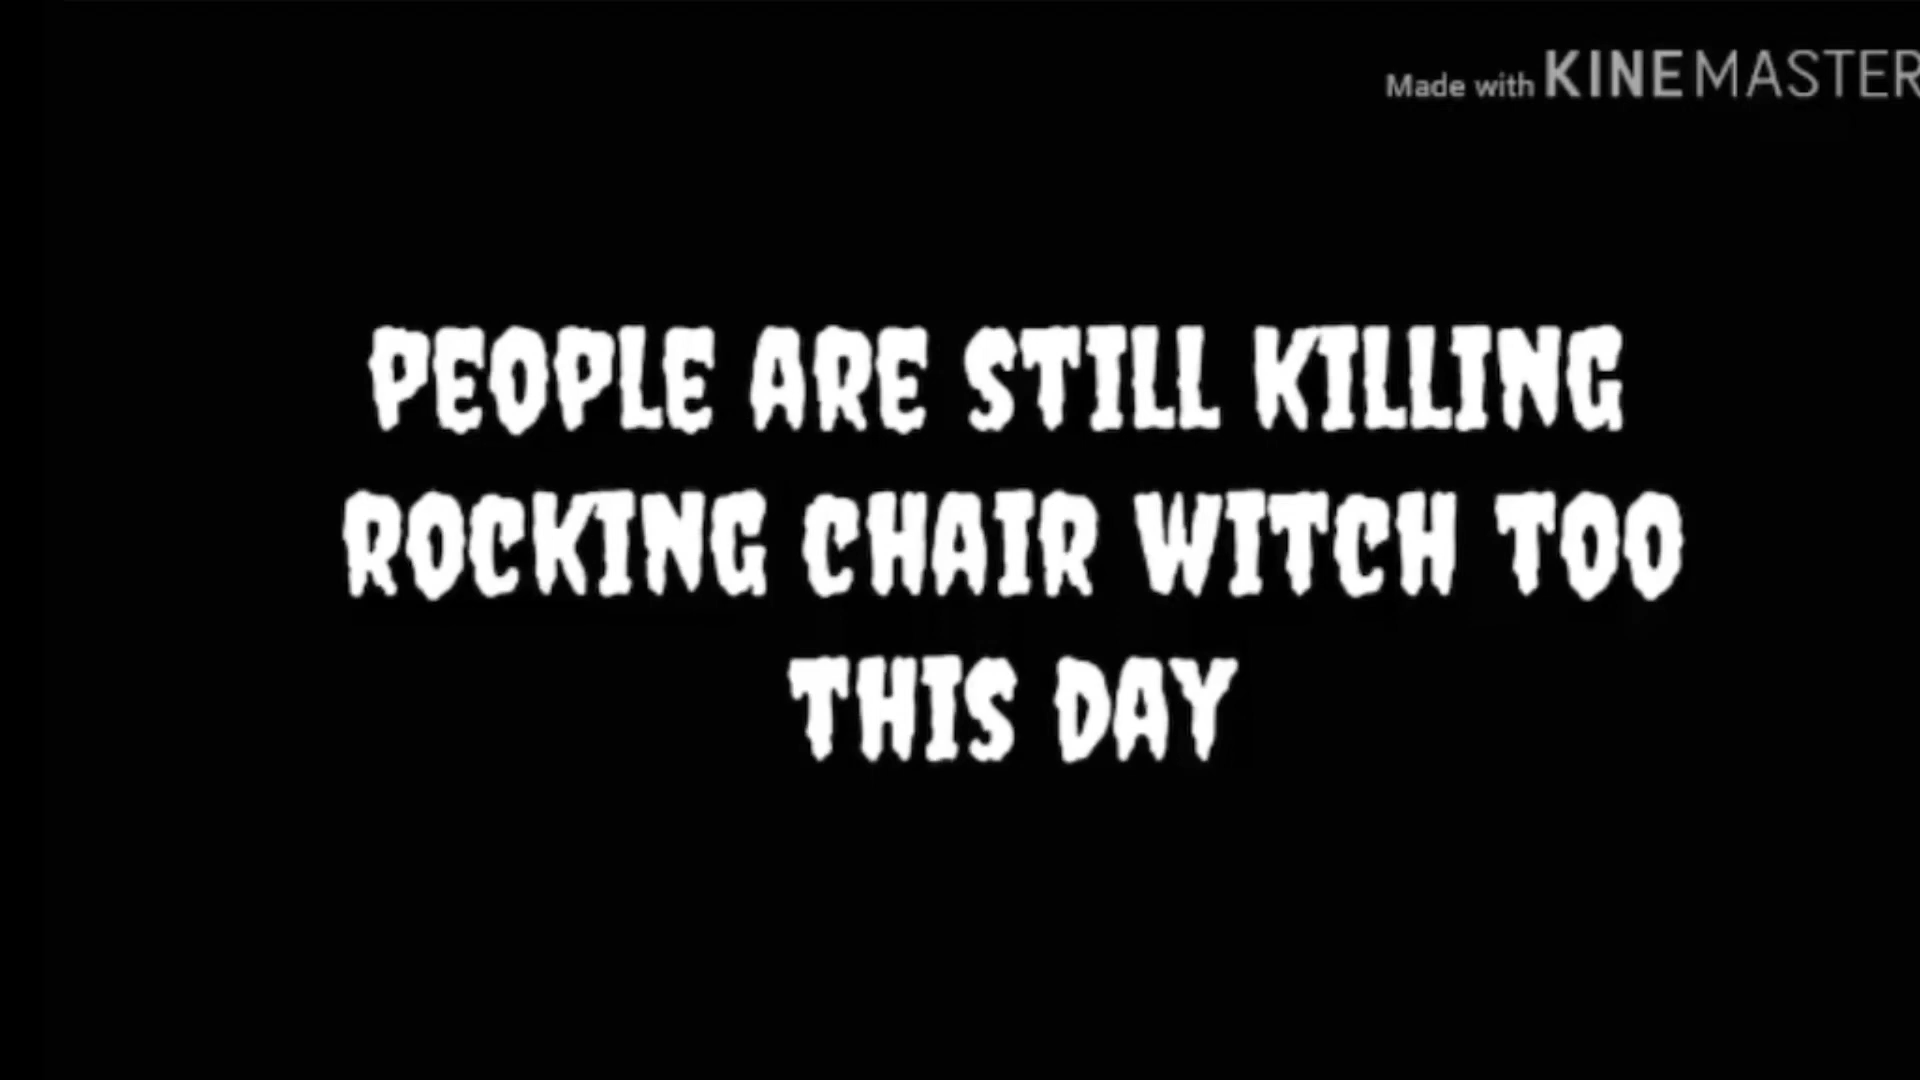 Made with KINEMASTER
PEOPLE ARE STILL KILLING
ROCKING CHAIR WITCH TOO
THIS DAY